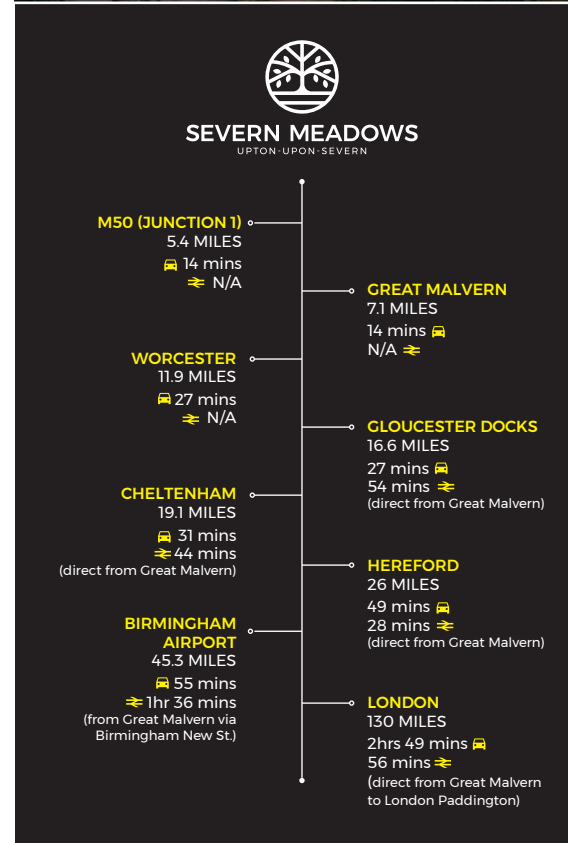 SEVERN MEADOWS
UPTON-UPON-SEVERN
M50 (JUNCTION 1)
5.4 MILES
14 mins
N/A
GREAT MALVERN
7.1 MILES
14 mins
N/A
WORCESTER
11.9 MILES
27 mins
N/A
GLOUCESTER DOCKS
16.6 MILES
27 mins
54 mins
(direct from Great Malvern)
CHELTENHAM
19.1 MILES
31 mins
44 mins
(direct from Great Malvern)
HEREFORD
26 MILES
49 mins
28 mins
(direct from Great Malvern)
BIRMINGHAM
AIRPORT
45.3 MILES
55 mins
1hr 36 mins
(from Great Malvern via
Birmingham New St.)
LONDON
130 MILES
2hrs 49 mins
56 mins
(direct from Great Malvern
to London Paddington)